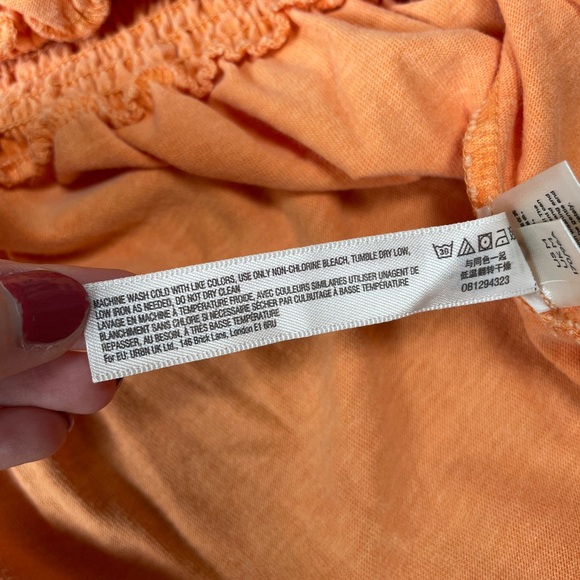 MACHINE WASH COLD WITH LIKE COLORS, USE ONLY NON-CHLORINE BLEACH, TUMBLE DRY LOW,
LOW IRON AS NEEDED, DO NOT DRY CLEAN
LAVAGE EN MACHINE À TEMPÉRATURE FROIDE, AVEC COULEURS SIMILAIRES UTILISER UNIQUEMENT DE
BLANCHIMENT SANS CHLORE SI NÉCESSAIRE SÉCHER PAR CULBUTAGE À BASSE TEMPÉRATURE
REPASSER, AU BESOIN, À TRÈS BASSE TEMPÉRATURE
For EU: URBN UK Ltd., 146 Brick Lane, London E1 6RU
30
与同色一起
低温翻转干燥
OB1294323